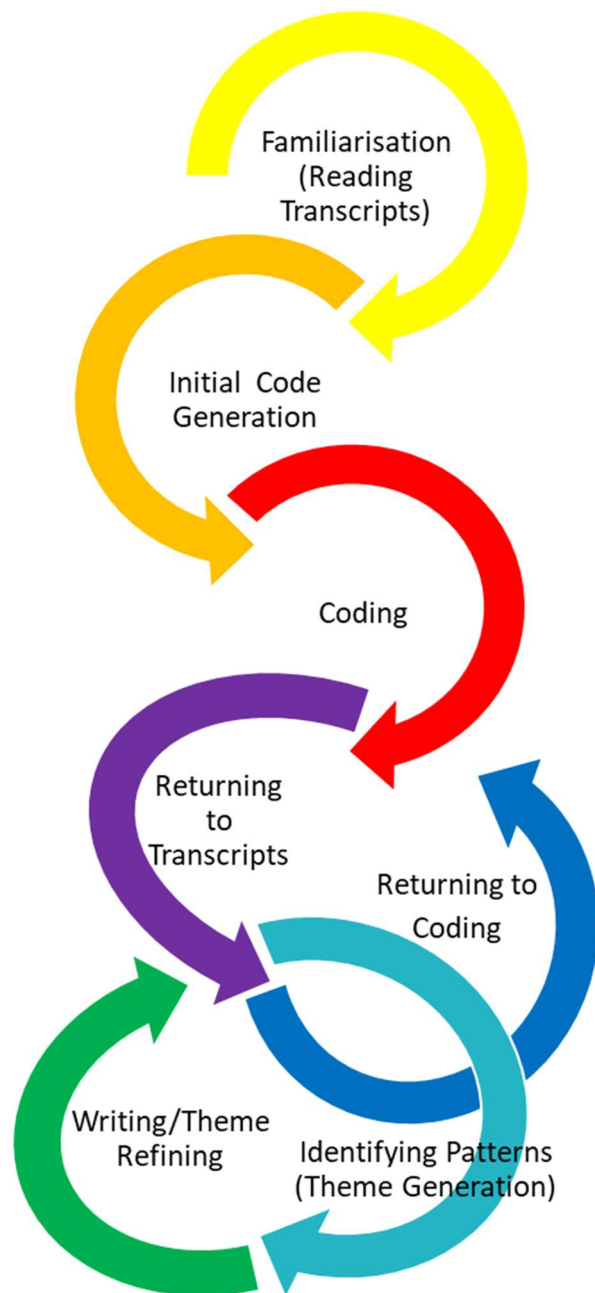 Familiarisation
(Reading
Transcripts)
Initial Code
Generation
Coding
Returning
to
Transcripts
Returning to
Coding
Writing/Theme
Refining
Identifying Patterns
(Theme Generation)